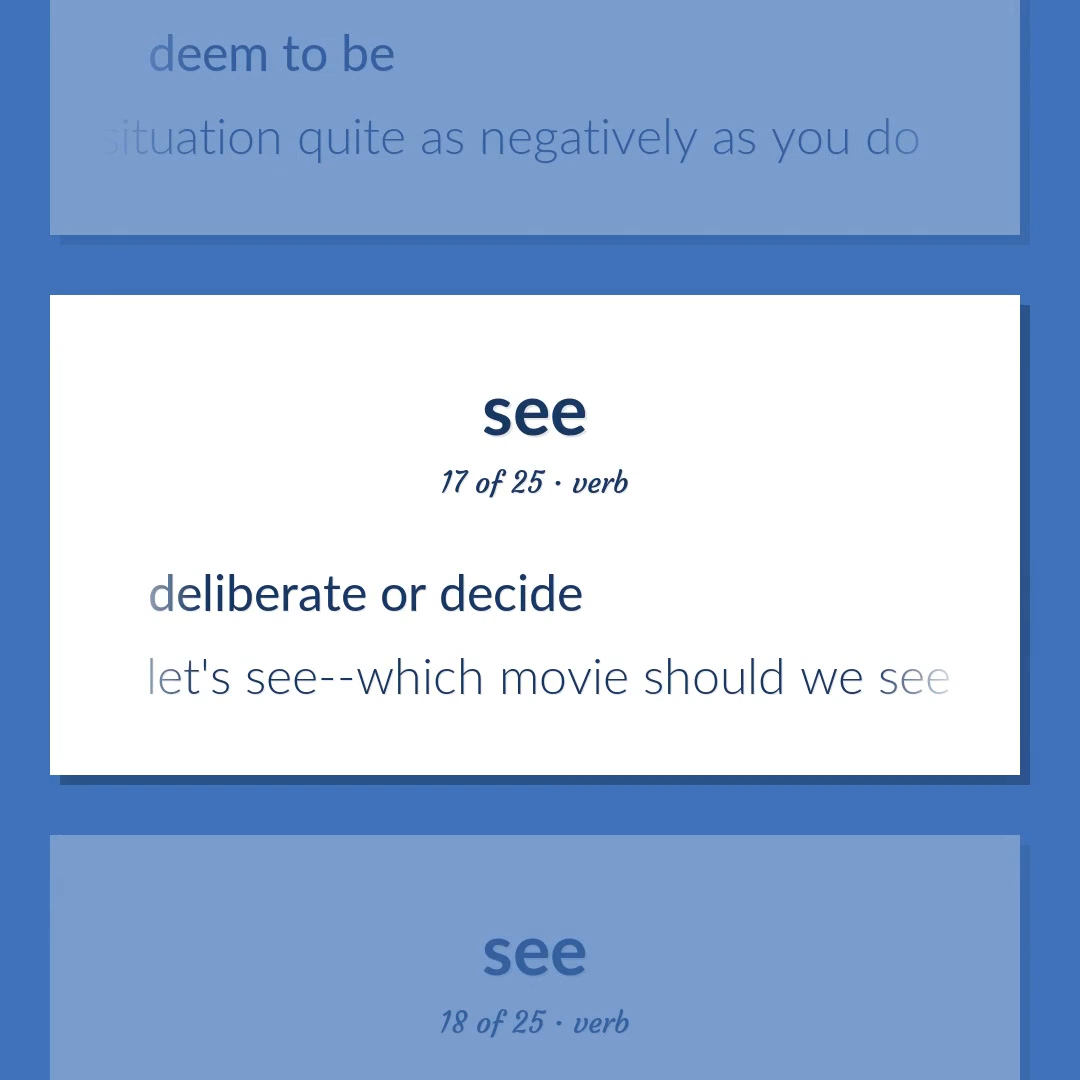 deem to be
situation quite as negatively as you do
see
17 of 25 · verb
deliberate or decide
let's see--which movie should we see
see
18 of 25 · verb